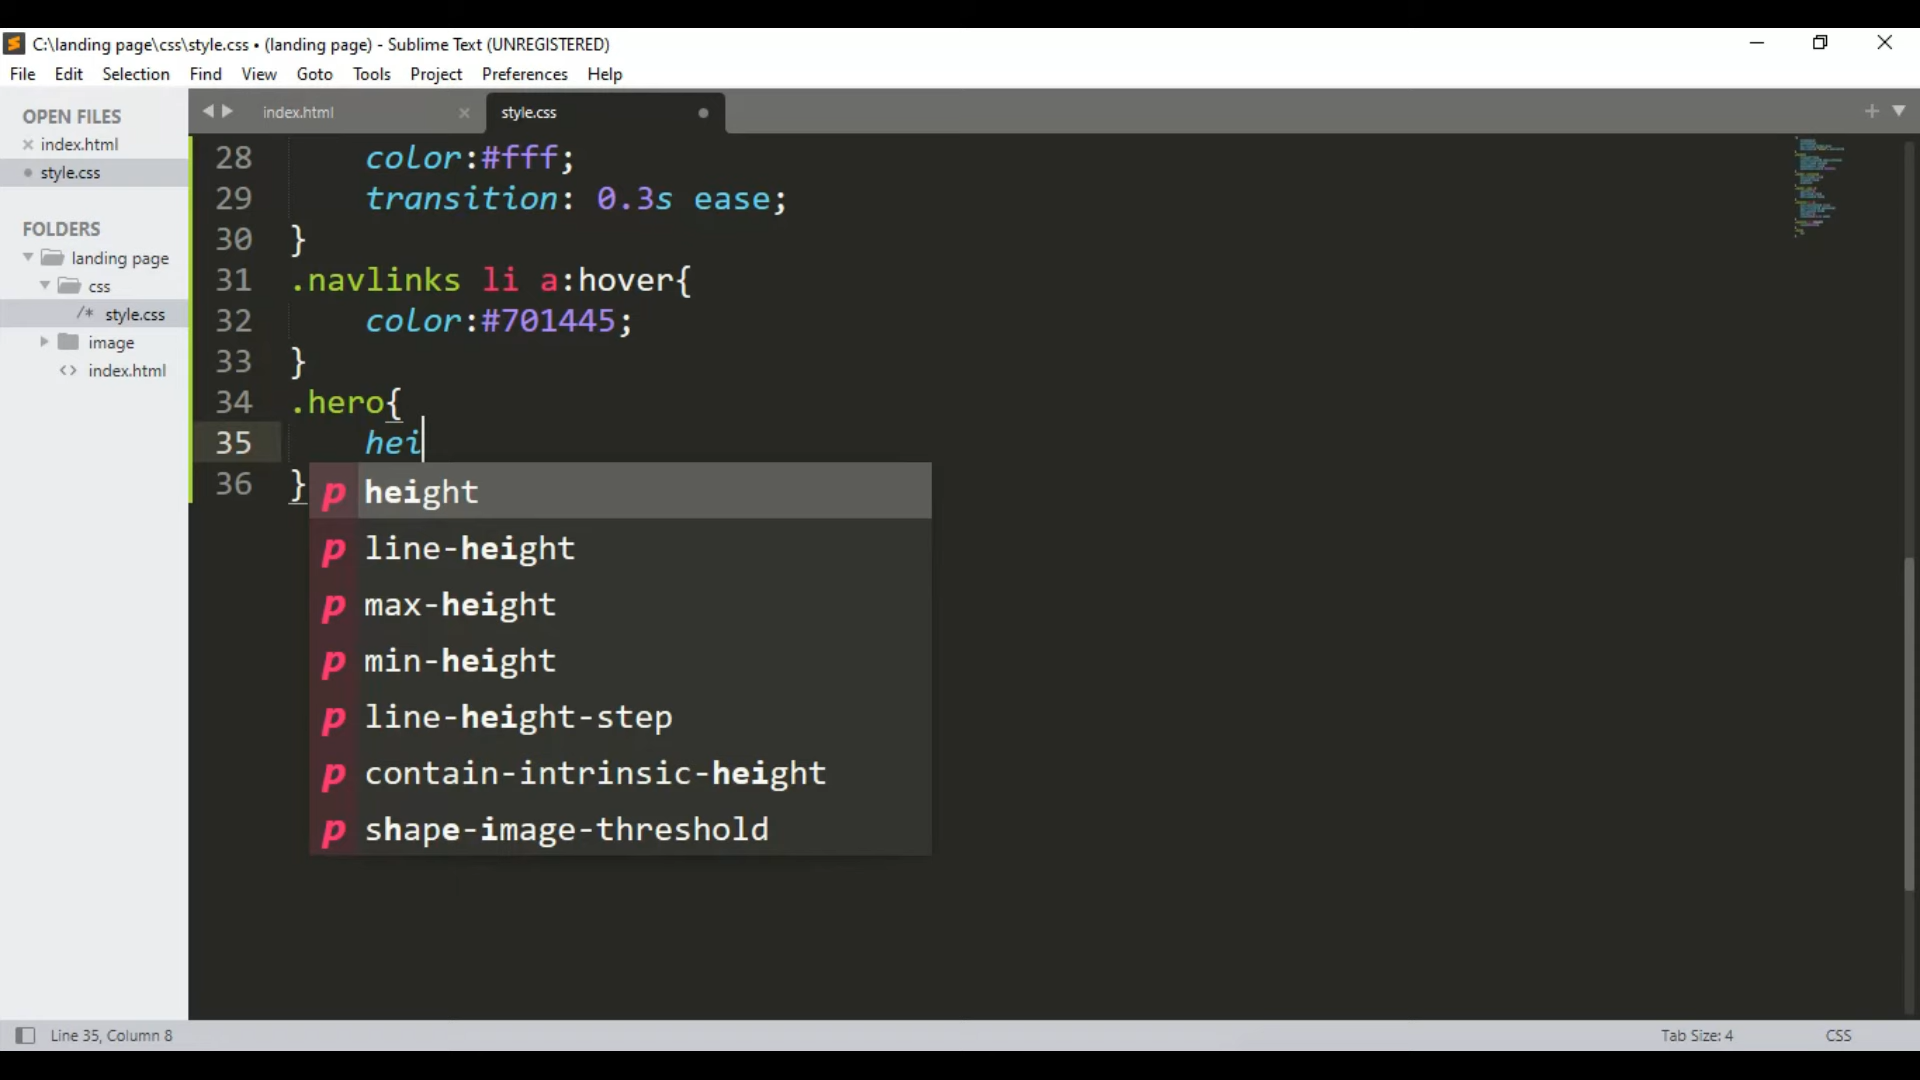 C:\landing page\css\style.css • (landing page) - Sublime Text (UNREGISTERED)
File Edit Selection Find View Goto Tools Project Preferences Help
OPEN FILES
index.html
style.css
FOLDERS
landing page
css
/* style.css
image
<> index.html
index.html style.css
28 color:#fff;
29 transition: 0.3s ease;
30 }
31 .navlinks li a:hover{
32 color:#701445;
33 }
34 .hero{
35 hei
36 }
p height
p line-height
p max-height
p min-height
p line-height-step
p contain-intrinsic-height
p shape-image-threshold
Line 35, Column 8 Tab Size: 4 CSS